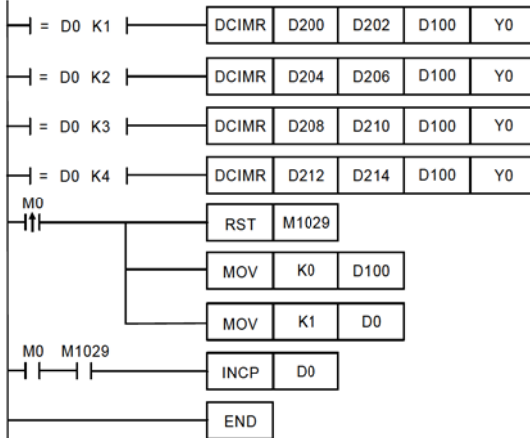 = D0 K1 DCIMR D200 D202 D100 Y0
= D0 K2 DCIMR D204 D206 D100 Y0
= D0 K3 DCIMR D208 D210 D100 Y0
= D0 K4 DCIMR D212 D214 D100 Y0
M0
RST M1029
MOV K0 D100
MOV K1 D0
M0 M1029
INCP D0
END